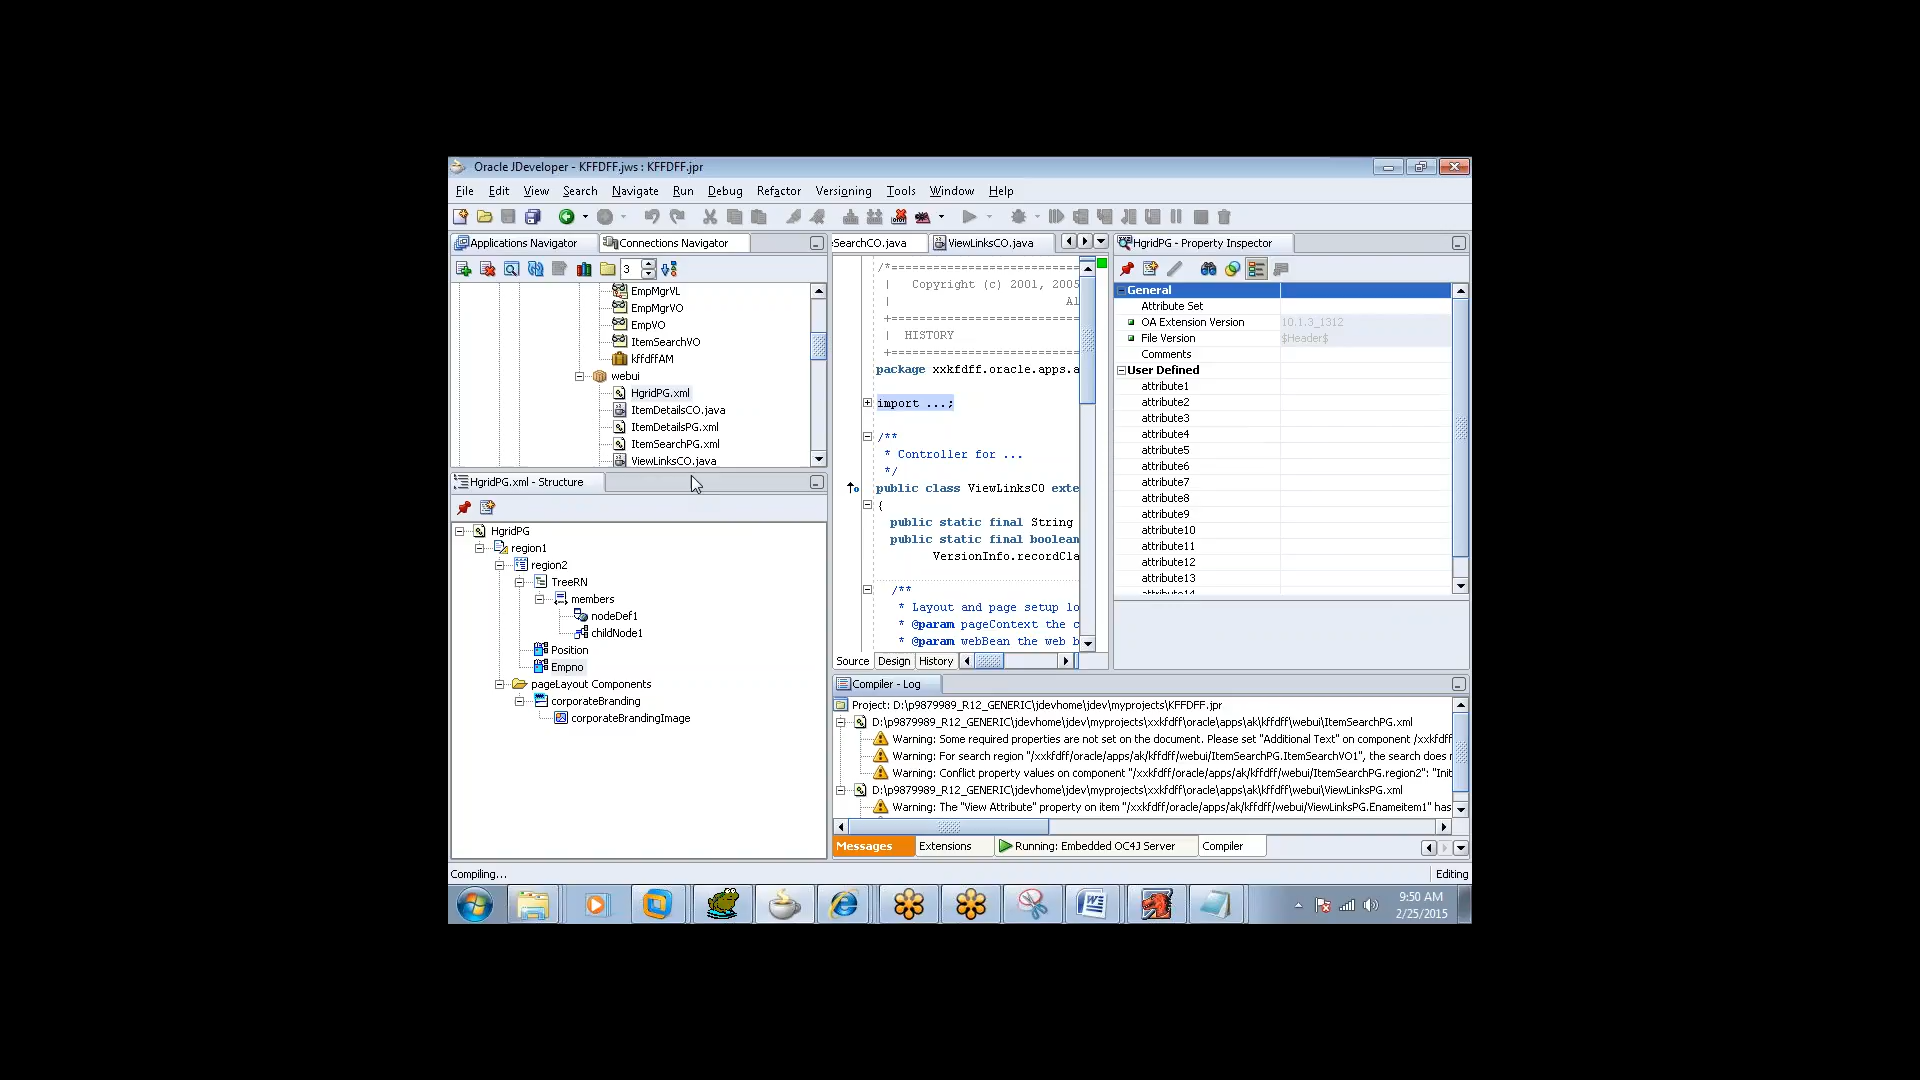 Oracle JDeveloper - KFFDFF.jws : KFFDFF.jpr
File Edit View Search Navigate Run Debug Refactor Versioning Tools Window Help
Applications Navigator
Connections Navigator
3
EmpMgrVL
EmpMgrVO
EmpVO
ItemSearchVO
kffdffAM
webui
HgridPG.xml
ItemDetailsCO.java
ItemDetailsPG.xml
ItemSearchPG.xml
ViewLinksCO.java
HgridPG.xml - Structure
HgridPG
region1
region2
TreeRN
members
nodeDef1
childNode1
Position
Empno
pageLayout Components
corporateBranding
corporateBrandingImage
SearchCO.java
ViewLinksCO.java
/*===========================
| Copyright (c) 2001, 2005
| Al
+===========================
| HISTORY
+===========================
package xxkfdff.oracle.apps.a
import ...;
/**
* Controller for ...
*/
public class ViewLinksCO exte
{
public static final String
public static final boolean
VersionInfo.recordCla
/**
* Layout and page setup lo
* @param pageContext the c
* @param webBean the web b
Source Design History
HgridPG - Property Inspector
General
Attribute Set
OA Extension Version 10.1.3_1312
File Version $Header$
Comments
User Defined
attribute1
attribute2
attribute3
attribute4
attribute5
attribute6
attribute7
attribute8
attribute9
attribute10
attribute11
attribute12
attribute13
attribute14
Compiler - Log
Project: D:\p9879989_R12_GENERIC\jdevhome\jdev\myprojects\KFFDFF.jpr
D:\p9879989_R12_GENERIC\jdevhome\jdev\myprojects\xxkfdff\oracle\apps\ak\kffdff\webui\ItemSearchPG.xml
Warning: Some required properties are not set on the document. Please set "Additional Text" on component /xxkfdff
Warning: For search region "/xxkfdff/oracle/apps/ak/kffdff/webui/ItemSearchPG.ItemSearchVO1", the search does r
Warning: Conflict property values on component "/xxkfdff/oracle/apps/ak/kffdff/webui/ItemSearchPG.region2": "Init
D:\p9879989_R12_GENERIC\jdevhome\jdev\myprojects\xxkfdff\oracle\apps\ak\kffdff\webui\ViewLinksPG.xml
Warning: The "View Attribute" property on item "/xxkfdff/oracle/apps/ak/kffdff/webui/ViewLinksPG.Enameitem1" has
Messages Extensions Running: Embedded OC4J Server Compiler
Compiling... Editing
9:50 AM
2/25/2015